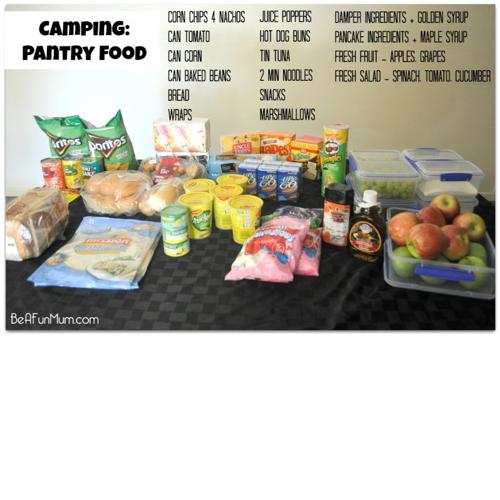 CAMPING:
PANTRY FOOD
CORN CHIPS 4 NACHOS
CAN TOMATO
CAN CORN
CAN BAKED BEANS
BREAD
WRAPS
JUICE POPPERS
HOT DOG BUNS
TIN TUNA
2 MIN NOODLES
SNACKS
MARSHMALLOWS
DAMPER INGREDIENTS + GOLDEN SYRUP
PANCAKE INGREDIENTS + MAPLE SYRUP
FRESH FRUIT - APPLES, GRAPES
FRESH SALAD - SPINACH, TOMATO, CUCUMBER
Doritos
Pringles
BeAFunMum.com